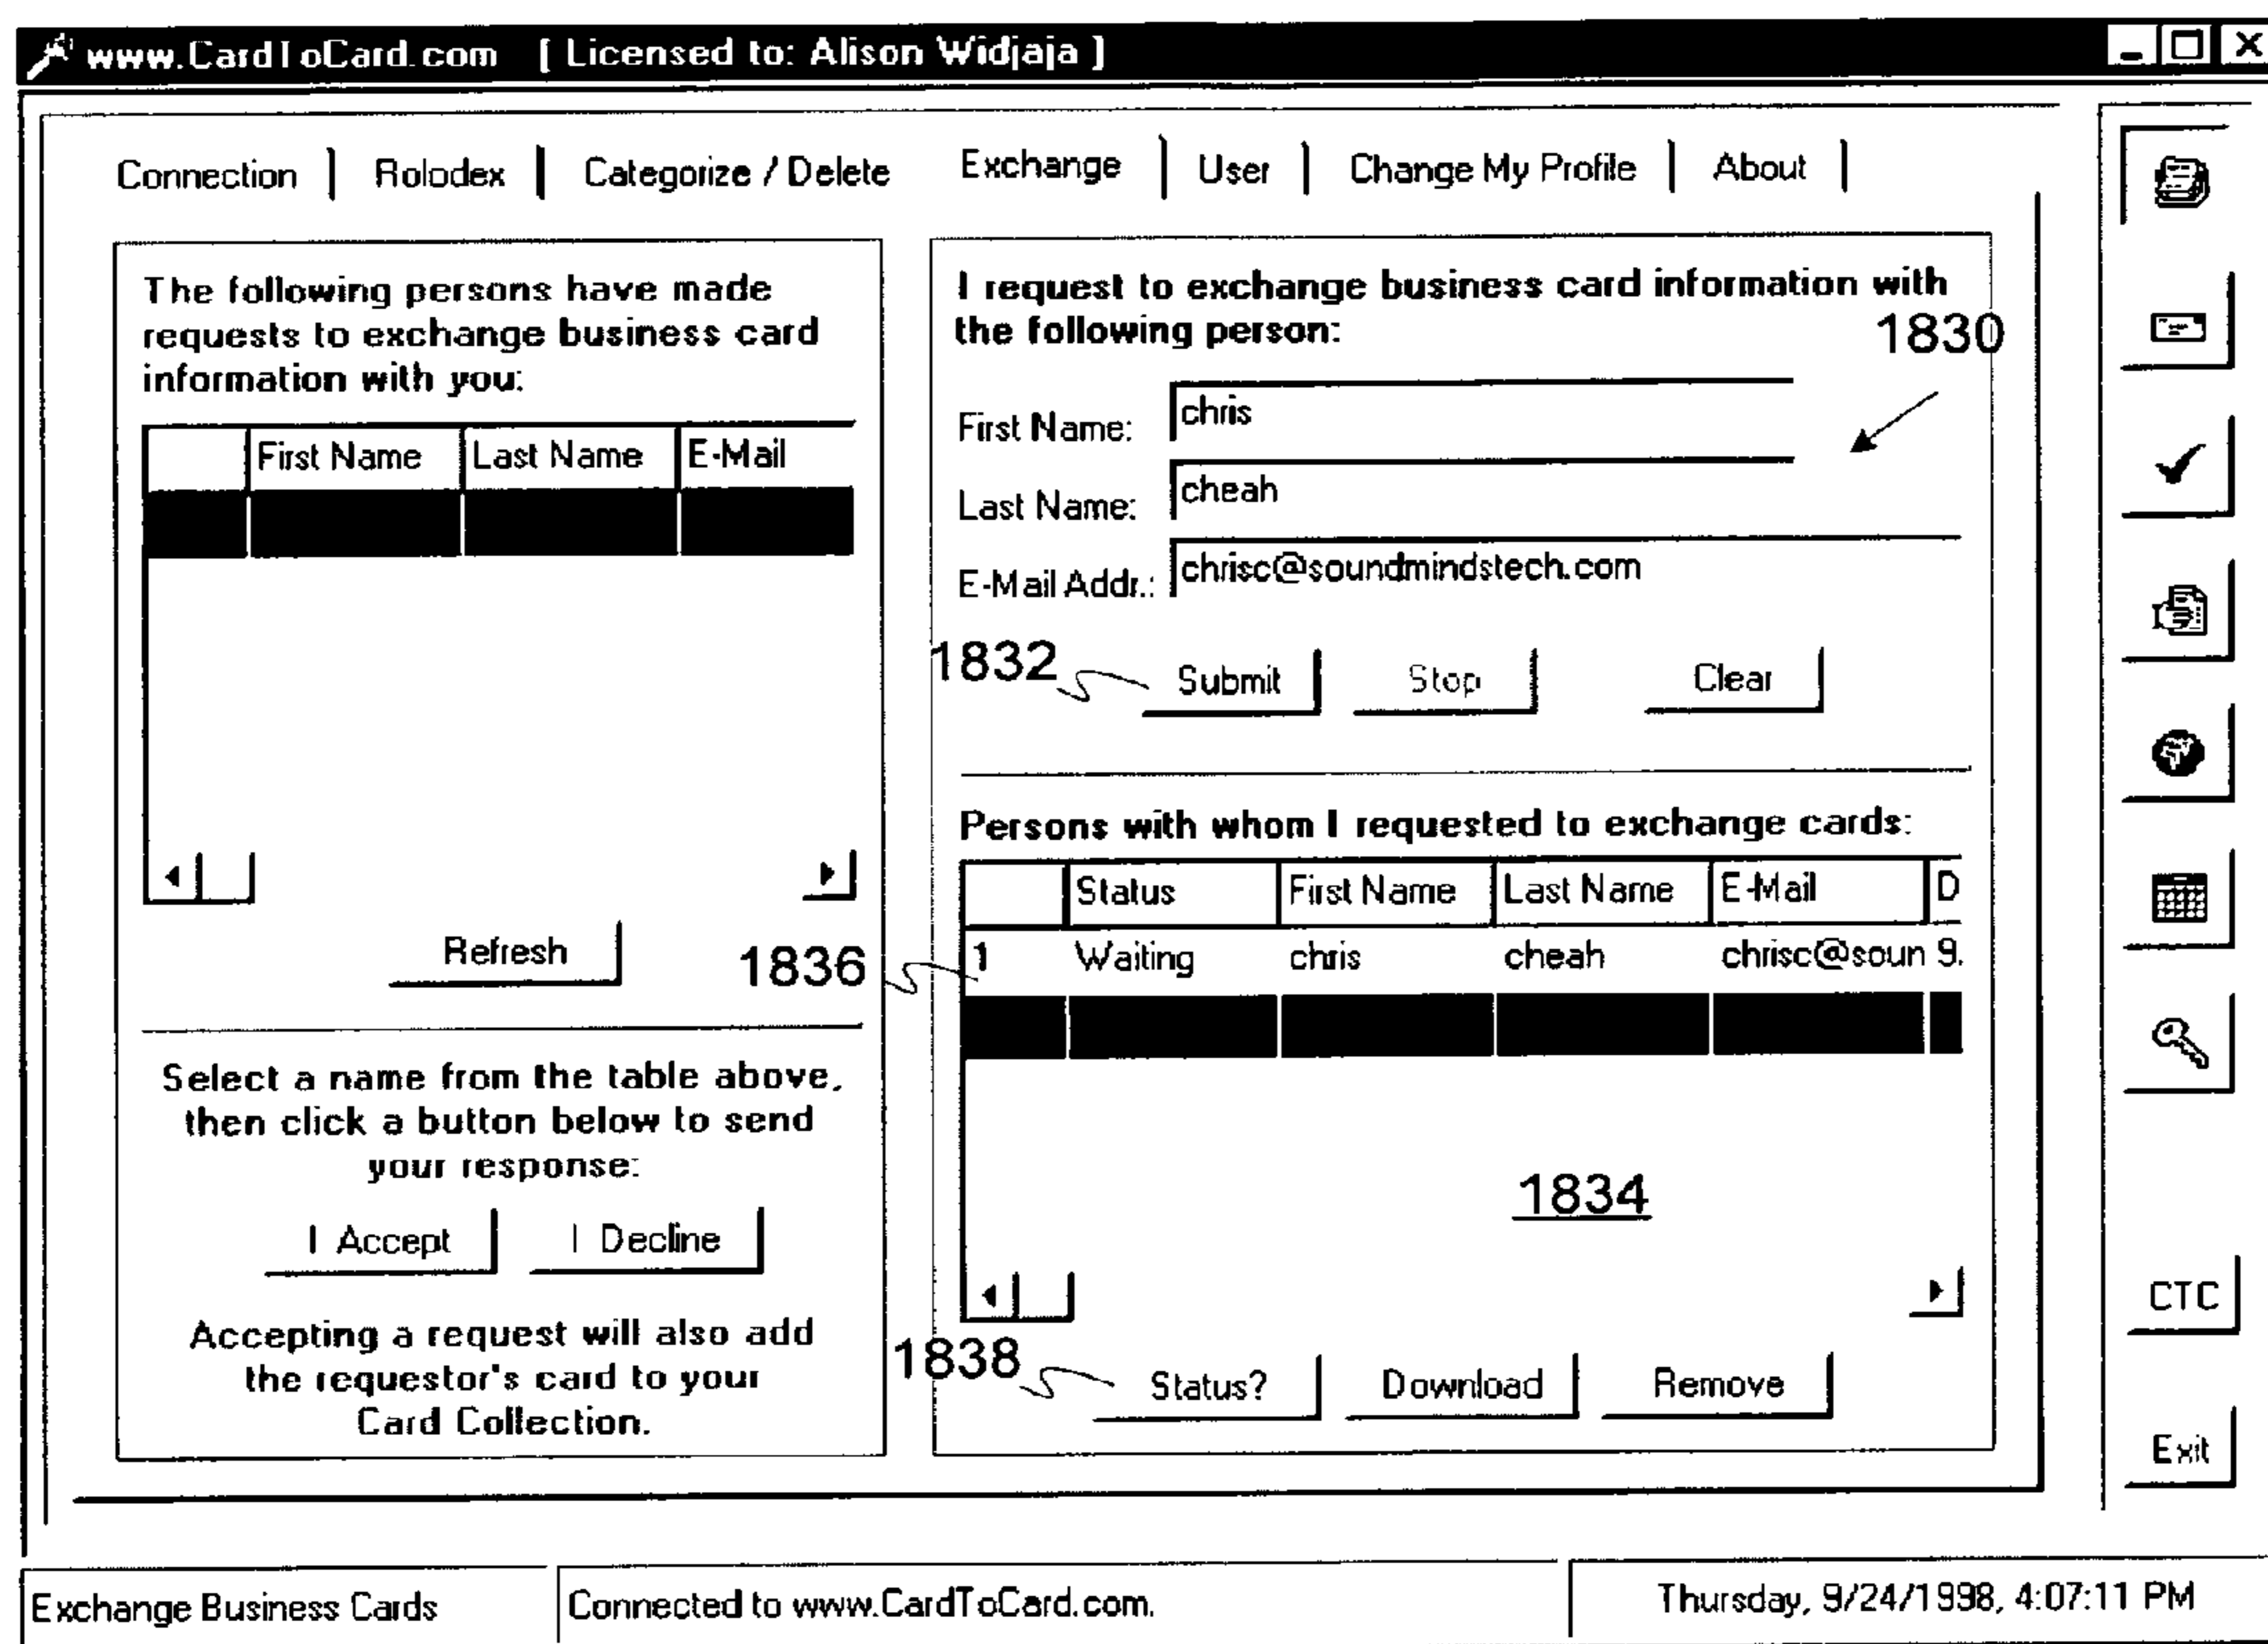 www.CardToCard.com [ Licensed to: Alison Widjaja ]
Connection Rolodex Categorize / Delete Exchange User Change My Profile About
The following persons have made
requests to exchange business card
information with you:
First Name Last Name E-Mail
Refresh
Select a name from the table above,
then click a button below to send
your response:
I Accept I Decline
Accepting a request will also add
the requestor's card to your
Card Collection.
I request to exchange business card information with
the following person:
1830
First Name: chris
Last Name: cheah
E-Mail Addr.: chrisc@soundmindstech.com
1832 Submit Stop Clear
Persons with whom I requested to exchange cards:
Status First Name Last Name E-Mail D
1836 1 Waiting chris cheah chrisc@soun 9.
1834
1838 Status? Download Remove
CTC
Exit
Exchange Business Cards Connected to www.CardToCard.com. Thursday, 9/24/1998, 4:07:11 PM